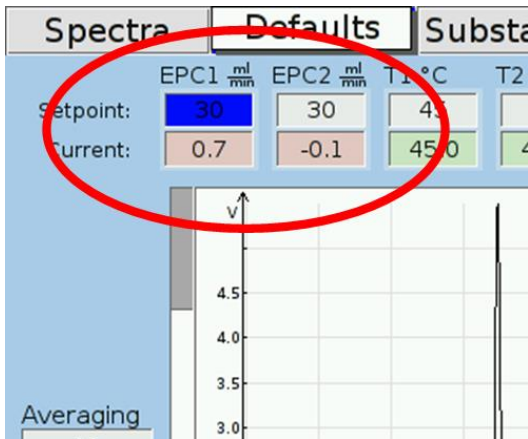 Spectra Defaults Substa
EPC1 ml/min EPC2 ml/min T1 °C T2
Setpoint: 30 30 45
Current: 0.7 -0.1 45.0 4
V
4.5
4.0
3.5
Averaging
3.0